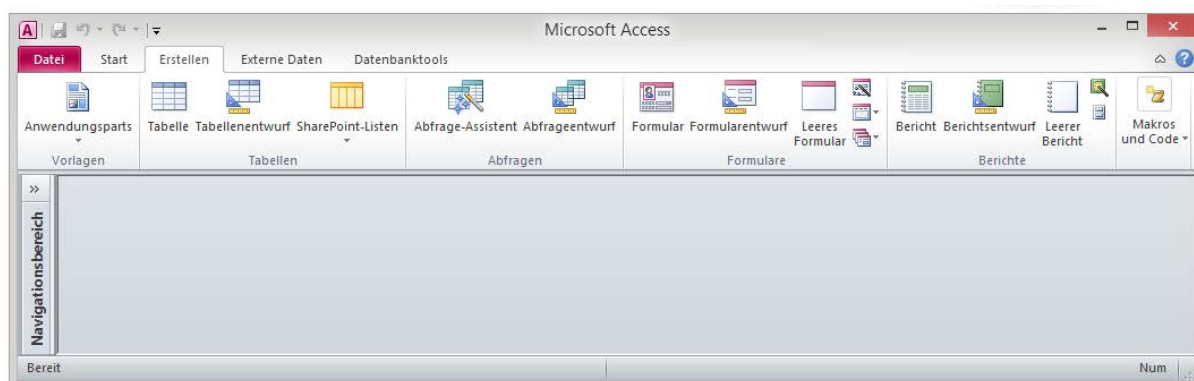 A
Microsoft Access
Datei Start Erstellen Externe Daten Datenbanktools
Anwendungsparts Tabelle Tabellenentwurf SharePoint-Listen Abfrage-Assistent Abfrageentwurf Formular Formularentwurf Leeres Formular Bericht Berichtsentwurf Leerer Bericht Makros und Code
Vorlagen Tabellen Abfragen Formulare Berichte
Navigationsbereich
Bereit Num